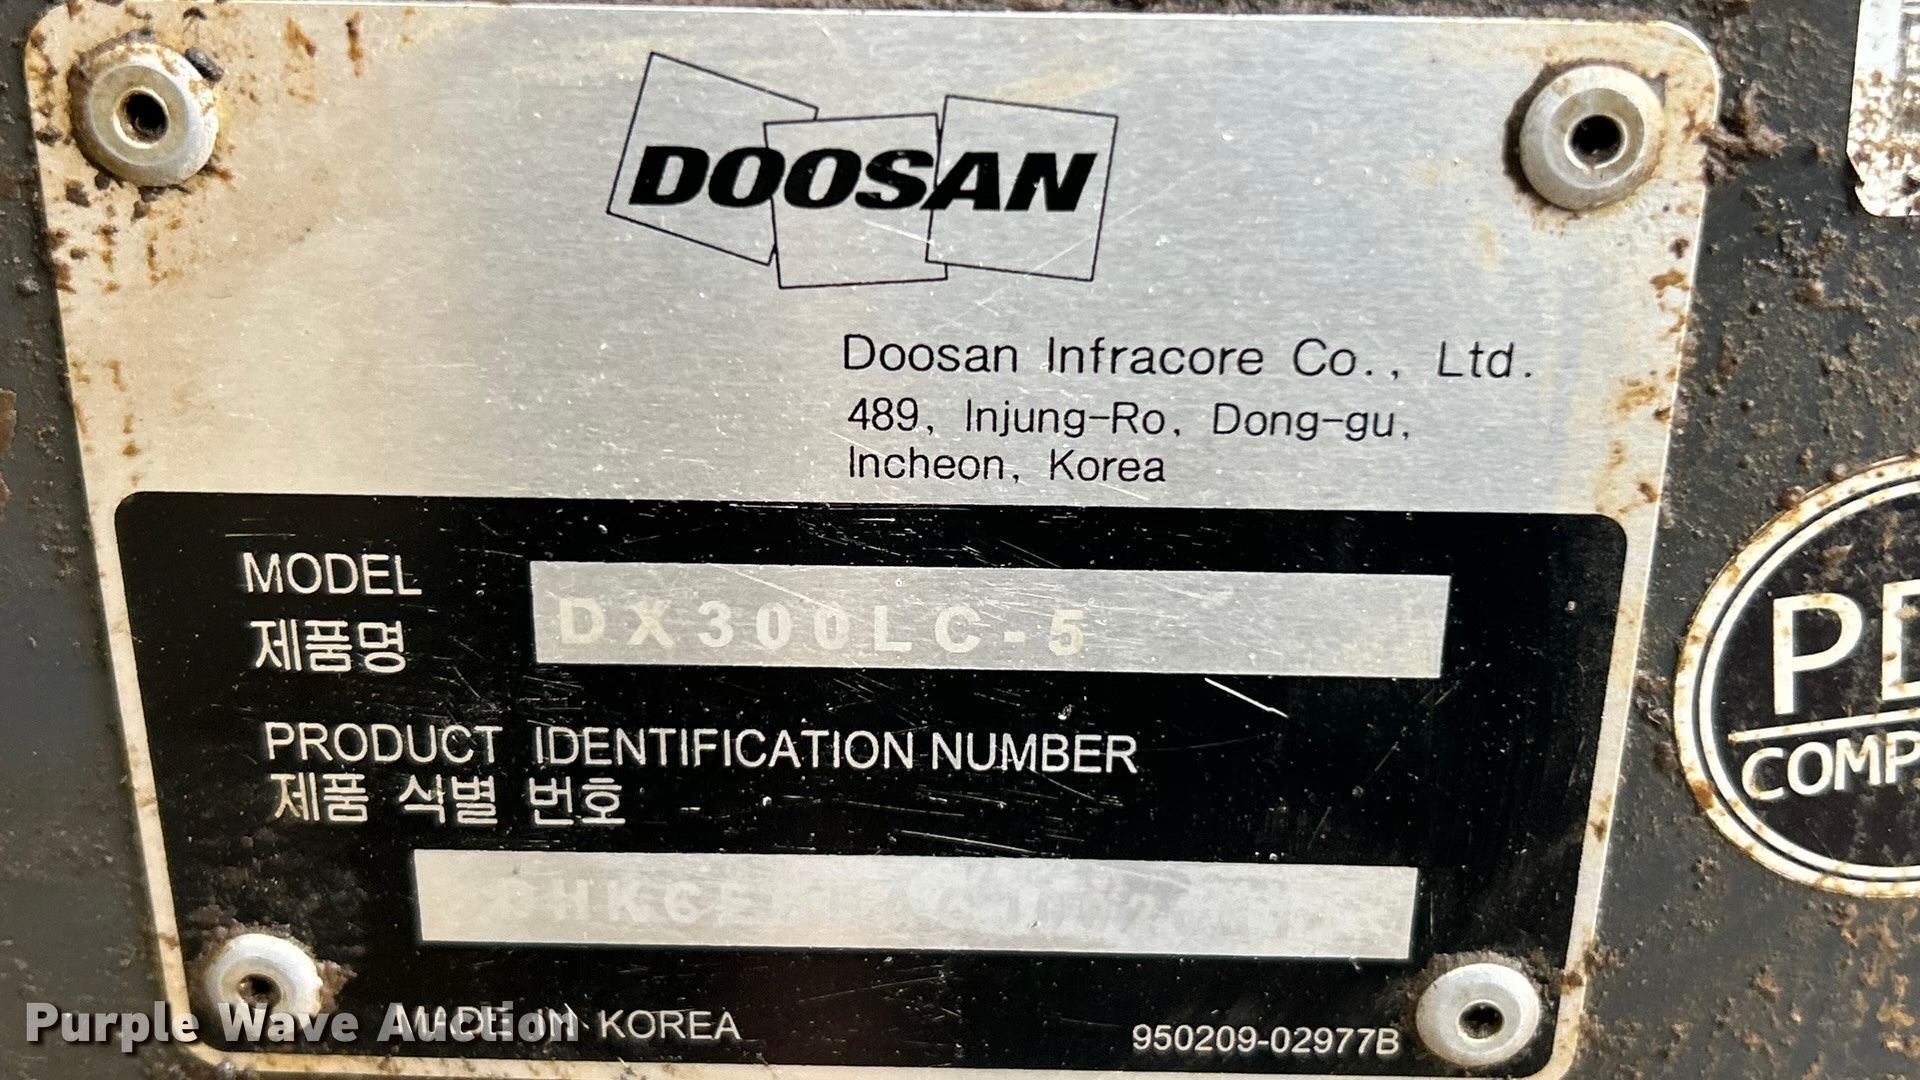 DOOSAN
Doosan Infracore Co., Ltd.
489, Injung-Ro, Dong-gu,
Incheon, Korea
MODEL
제품명
DX300LC-5
PRODUCT IDENTIFICATION NUMBER
제품 식별 번호
MADE IN KOREA
950209-02977B
Purple Wave Auction